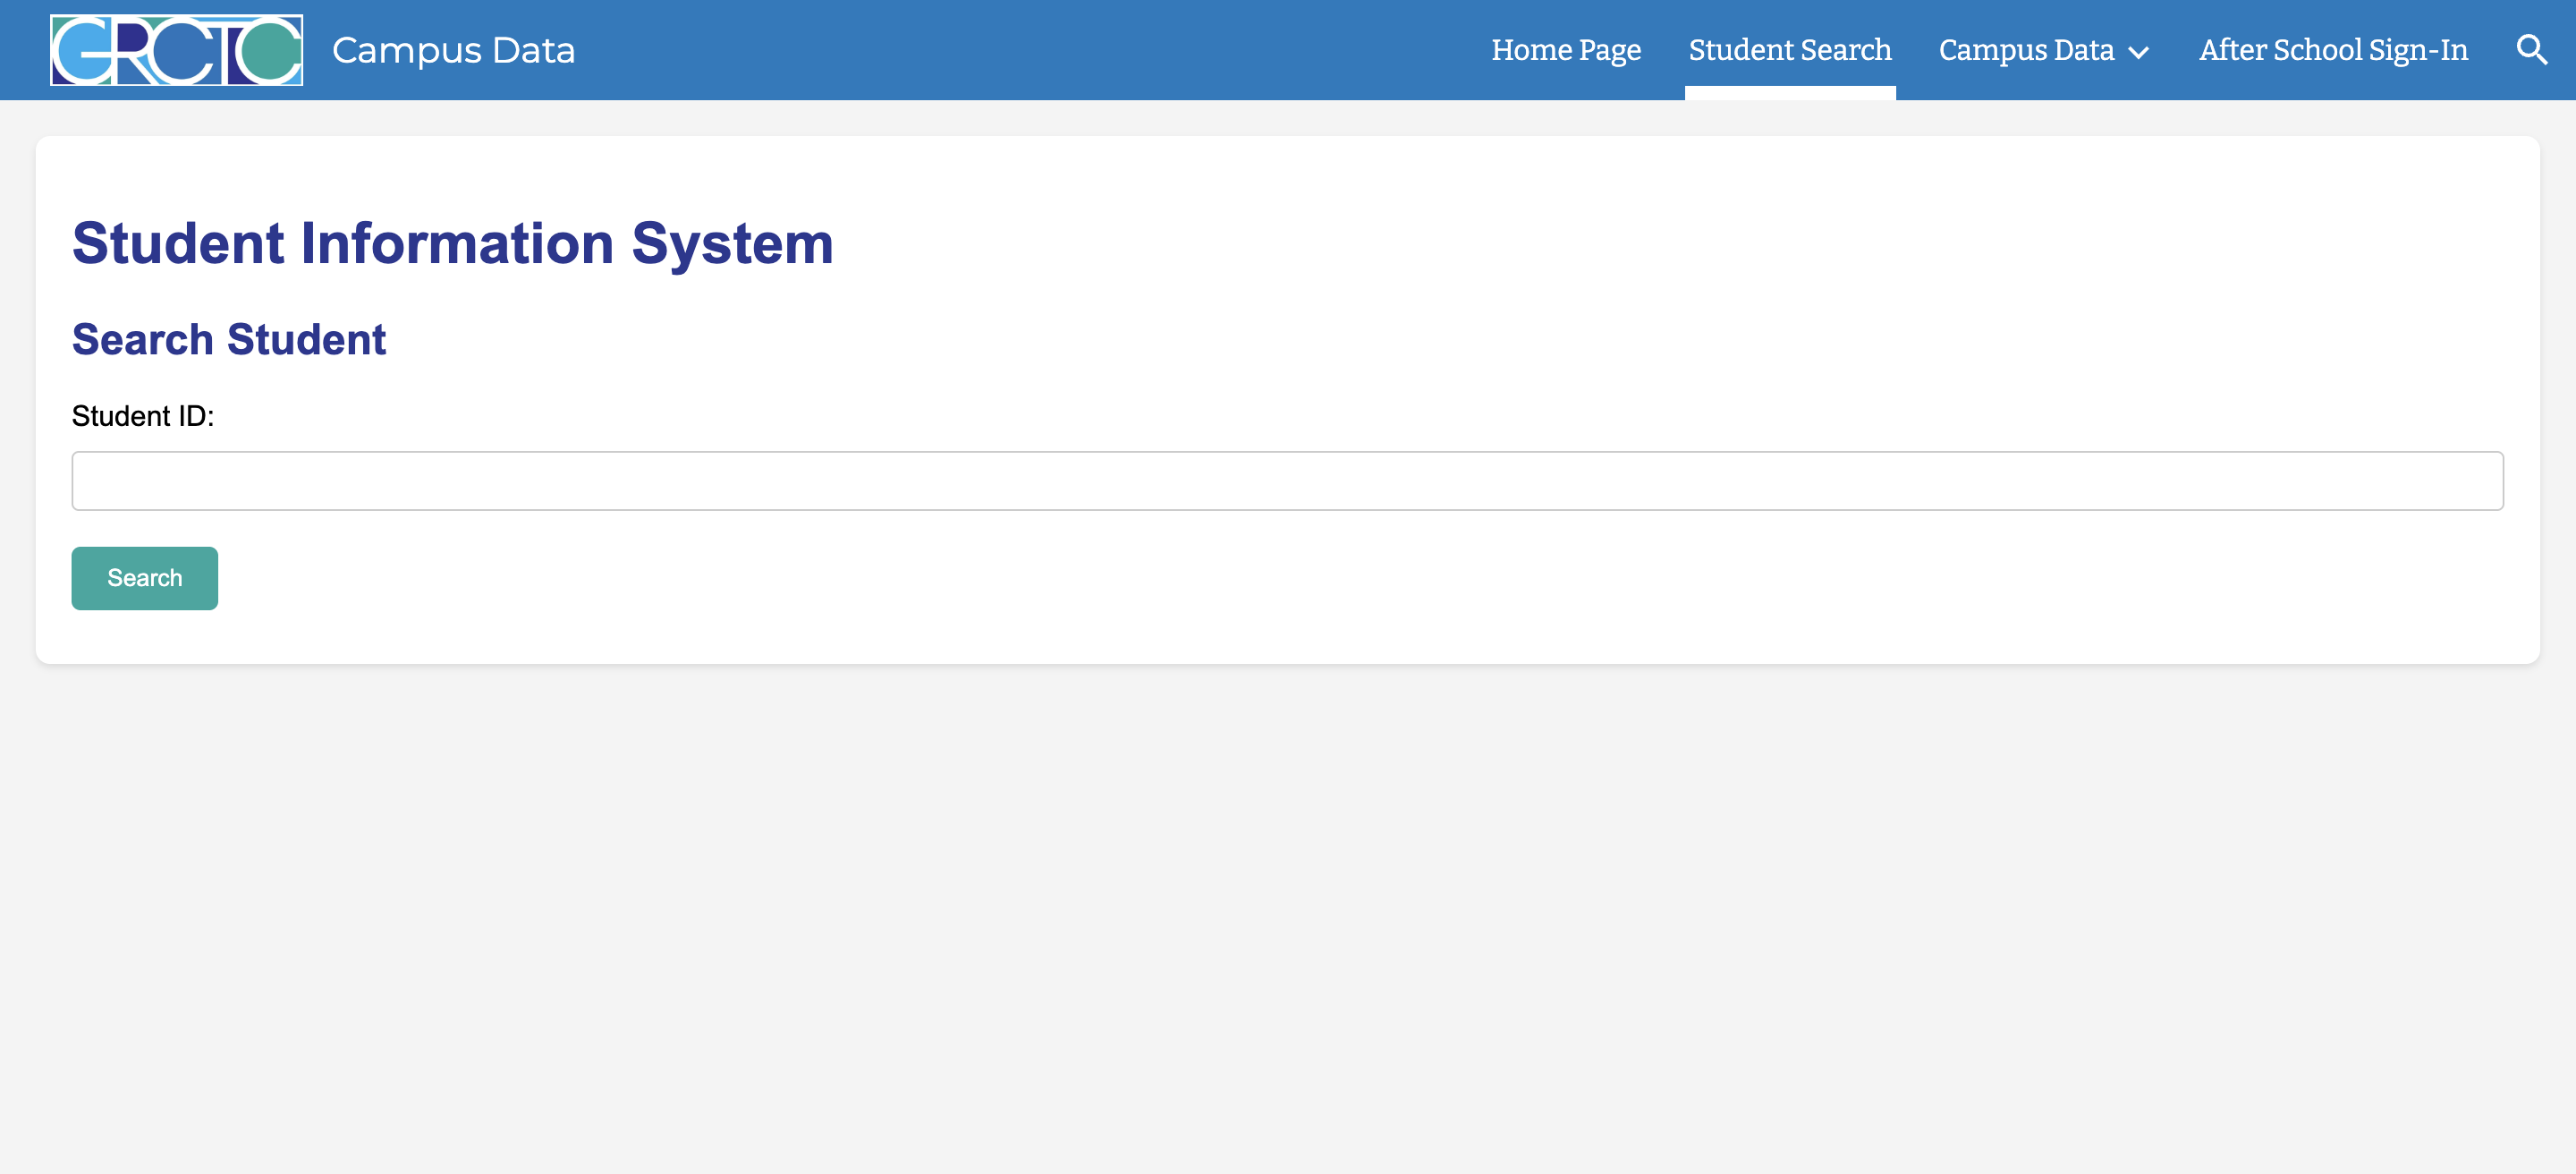 GRCTC Campus Data Home Page Student Search Campus Data After School Sign-In
Student Information System
Search Student
Student ID:
Search